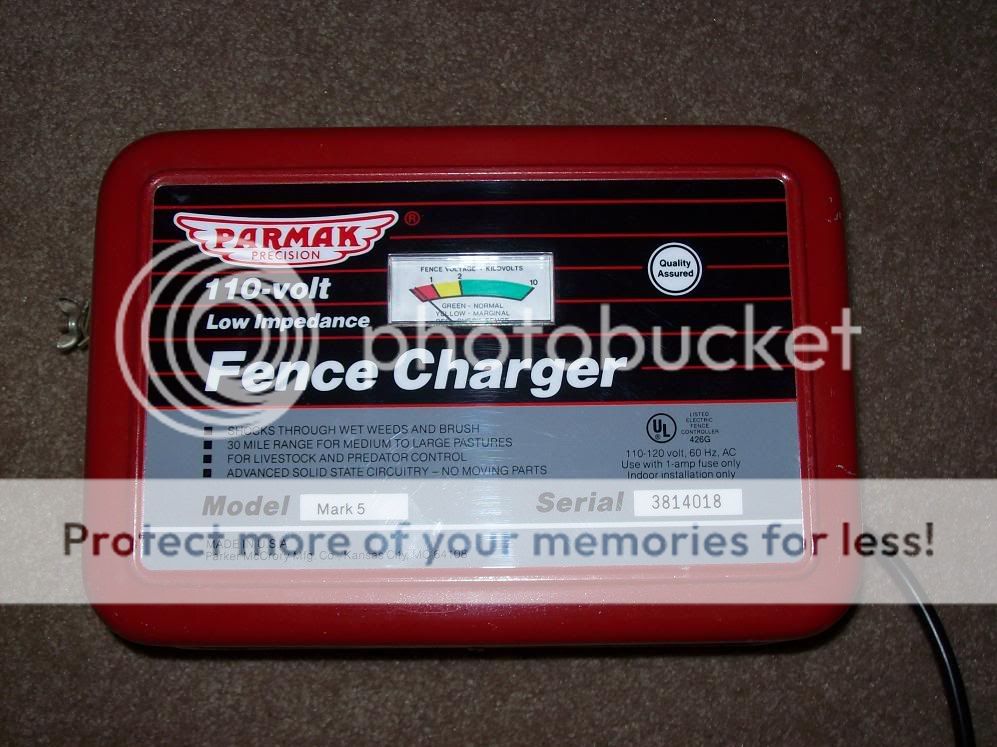 PARMAK ®
PRECISION
110-volt
Low Impedance
Fence Charger
FENCE VOLTAGE - KILOVOLTS
1 2 10
GREEN - NORMAL
YELLOW - MARGINAL
Quality
Assured
SHOCKS THROUGH WET WEEDS AND BRUSH
30 MILE RANGE FOR MEDIUM TO LARGE PASTURES
FOR LIVESTOCK AND PREDATOR CONTROL
ADVANCED SOLID STATE CIRCUITRY – NO MOVING PARTS
UL
LISTED
ELECTRIC
FENCE
CONTROLLER
426G
110-120 volt, 60 Hz, AC
Use with 1-amp fuse only
Indoor installation only
Model Mark 5
Serial 3814018
MADE IN U.S.A.
Parker McCrory Mfg. Co., Kansas City, MO 64108
photobucket
Protect more of your memories for less!